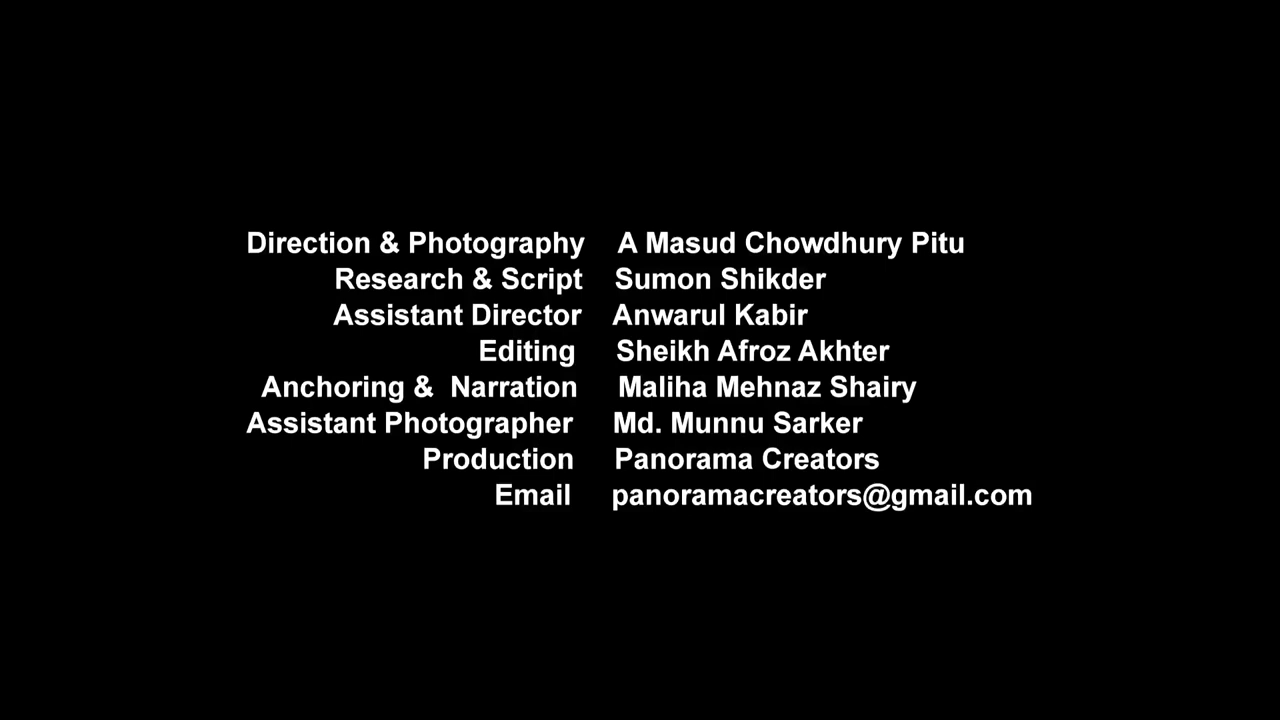 Direction & Photography A Masud Chowdhury Pitu
Research & Script Sumon Shikder
Assistant Director Anwarul Kabir
Editing Sheikh Afroz Akhter
Anchoring & Narration Maliha Mehnaz Shairy
Assistant Photographer Md. Munnu Sarker
Production Panorama Creators
Email panoramacreators@gmail.com